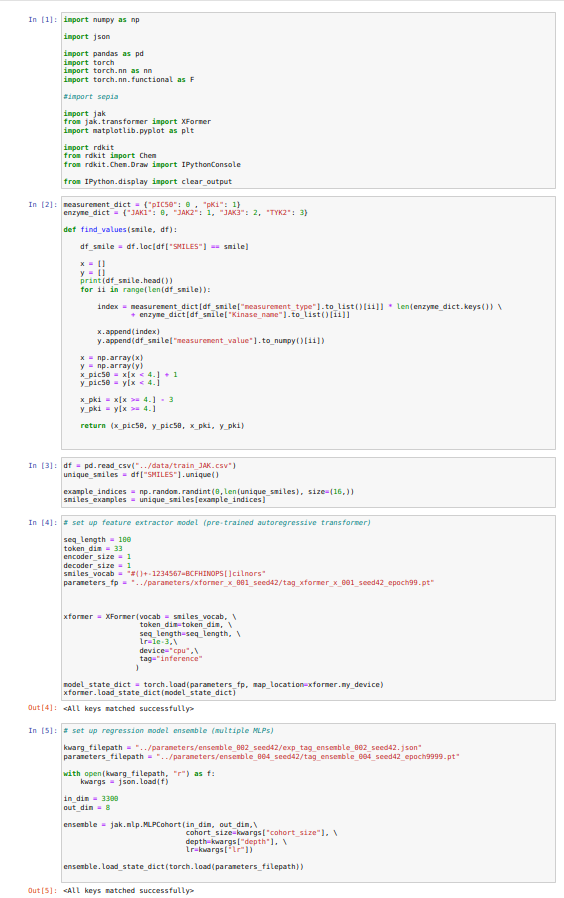 In [1]: import numpy as np
import json
import pandas as pd
import torch
import torch.nn as nn
import torch.nn.functional as F
#import sepia
import jak
from jak.transformer import XFormer
import matplotlib.pyplot as plt
import rdkit
from rdkit import Chem
from rdkit.Chem.Draw import IPythonConsole
from IPython.display import clear_output
In [2]: measurement_dict = {"pIC50": 0 , "pKi": 1}
enzyme_dict = {"JAK1": 0, "JAK2": 1, "JAK3": 2, "TYK2": 3}
def find_values(smile, df):
df_smile = df.loc[df["SMILES"] == smile]
x = []
y = []
print(df_smile.head())
for ii in range(len(df_smile)):
index = measurement_dict[df_smile["measurement_type"].to_list()[ii]] * len(enzyme_dict.keys()) \
+ enzyme_dict[df_smile["Kinase_name"].to_list()[ii]]
x.append(index)
y.append(df_smile["measurement_value"].to_numpy()[ii])
x = np.array(x)
y = np.array(y)
x_pic50 = x[x < 4.] + 1
y_pic50 = y[x < 4.]
x_pki = x[x >= 4.] - 3
y_pki = y[x >= 4.]
return (x_pic50, y_pic50, x_pki, y_pki)
In [3]: df = pd.read_csv("../data/train_JAK.csv")
unique_smiles = df["SMILES"].unique()
example_indices = np.random.randint(0,len(unique_smiles), size=(16,))
smiles_examples = unique_smiles[example_indices]
In [4]: # set up feature extractor model (pre-trained autoregressive transformer)
seq_length = 100
token_dim = 33
encoder_size = 1
decoder_size = 1
smiles_vocab = "#()+-1234567=BCFHINOPS[]cilnors"
parameters_fp = "../parameters/xformer_x_001_seed42/tag_xformer_x_001_seed42_epoch99.pt"
xformer = XFormer(vocab = smiles_vocab, \
token_dim=token_dim, \
seq_length=seq_length, \
lr=1e-3,\
device="cpu",\
tag="inference"
)
model_state_dict = torch.load(parameters_fp, map_location=xformer.my_device)
xformer.load_state_dict(model_state_dict)
Out[4]: <All keys matched successfully>
In [5]: # set up regression model ensemble (multiple MLPs)
kwarg_filepath = "../parameters/ensemble_002_seed42/exp_tag_ensemble_002_seed42.json"
parameters_filepath = "../parameters/ensemble_004_seed42/tag_ensemble_004_seed42_epoch9999.pt"
with open(kwarg_filepath, "r") as f:
kwargs = json.load(f)
in_dim = 3300
out_dim = 8
ensemble = jak.mlp.MLPCohort(in_dim, out_dim,\
cohort_size=kwargs["cohort_size"], \
depth=kwargs["depth"], \
lr=kwargs["lr"])
ensemble.load_state_dict(torch.load(parameters_filepath))
Out[5]: <All keys matched successfully>